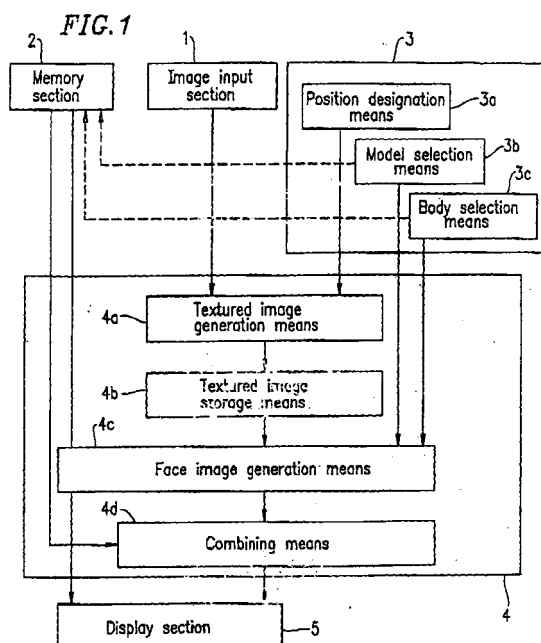 FIG.1
2
1
3
Memory
section
Image input
section
Position designation
means
3a
Model selection
means
3b
Body selection
means
3c
4a
Textured image
generation means
4b
Textured image
storage means
4c
Face image generation means
4d
Combining means
4
Display section
5